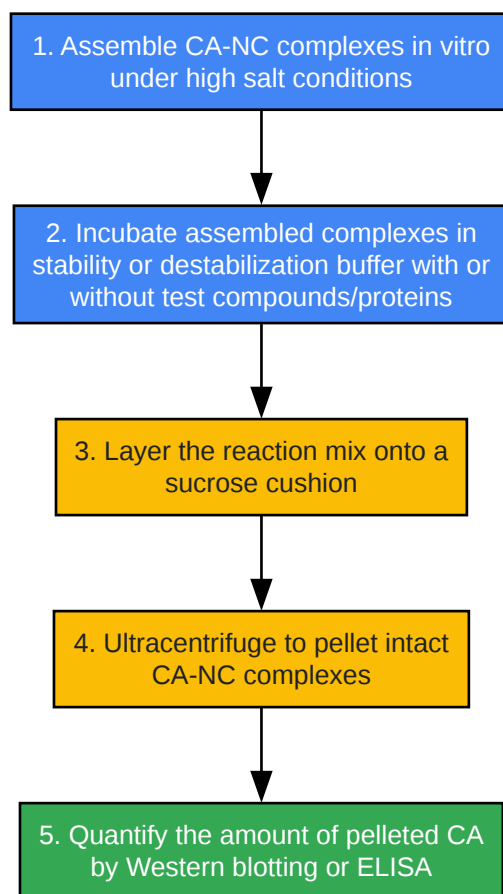 1. Assemble CA-NC complexes in vitro
under high salt conditions
2. Incubate assembled complexes in
stability or destabilization buffer with or
without test compounds/proteins
3. Layer the reaction mix onto a
sucrose cushion
4. Ultracentrifuge to pellet intact
CA-NC complexes
5. Quantify the amount of pelleted CA
by Western blotting or ELISA